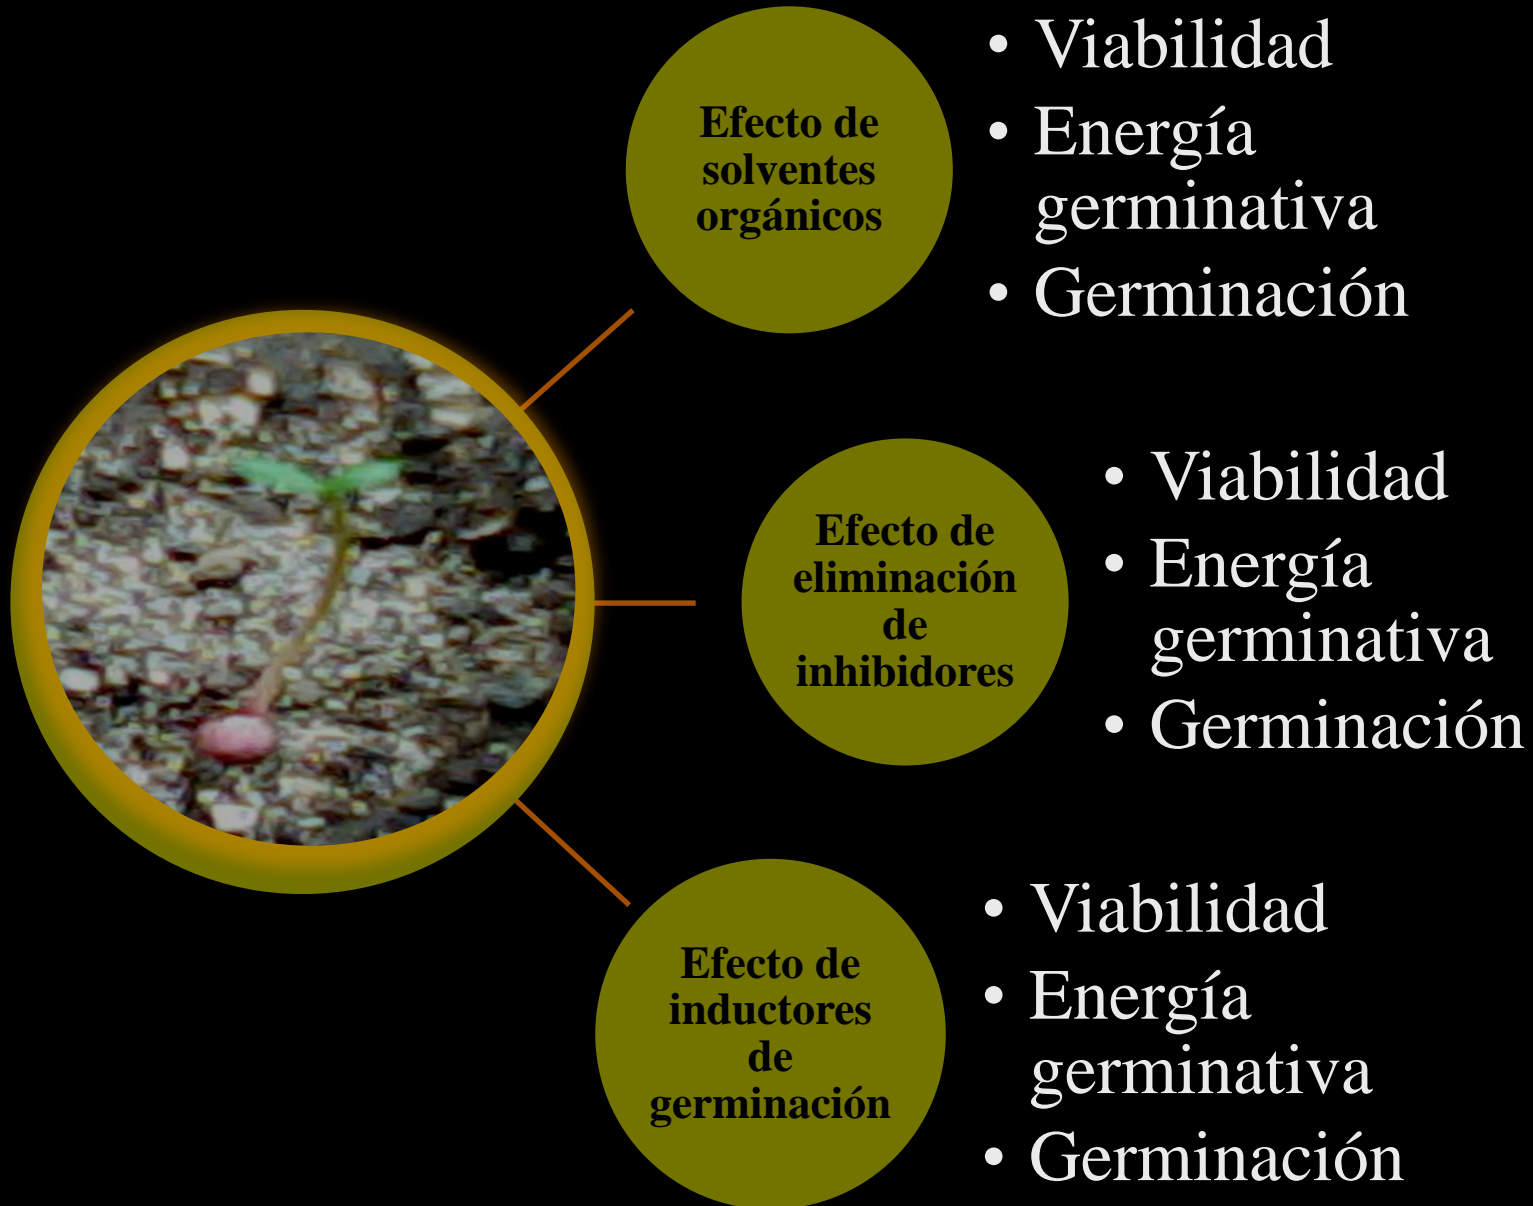 Efecto de
solventes
orgánicos
• Viabilidad
• Energía
germinativa
• Germinación
Efecto de
eliminación
de
inhibidores
• Viabilidad
• Energía
germinativa
• Germinación
Efecto de
inductores
de
germinación
• Viabilidad
• Energía
germinativa
• Germinación